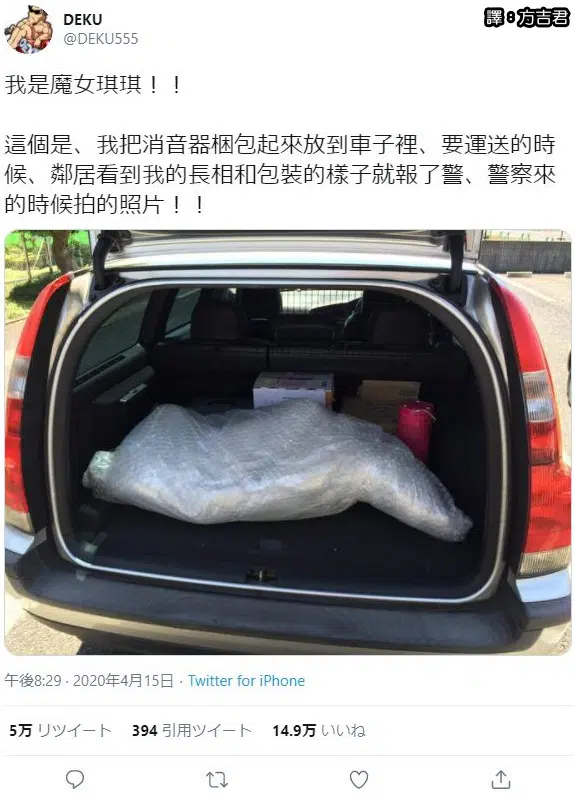 DEKU
譯 方吉君
@DEKU555
我是魔女琪琪！！
這個是、我把消音器梱包起來放到車子裡、要運送的時
候、鄰居看到我的長相和包裝的樣子就報了警、警察來
的時候拍的照片！！
午後8:29 · 2020年4月15日 · Twitter for iPhone
5万 リツイート 394 引用ツイート 14.9万 いいね